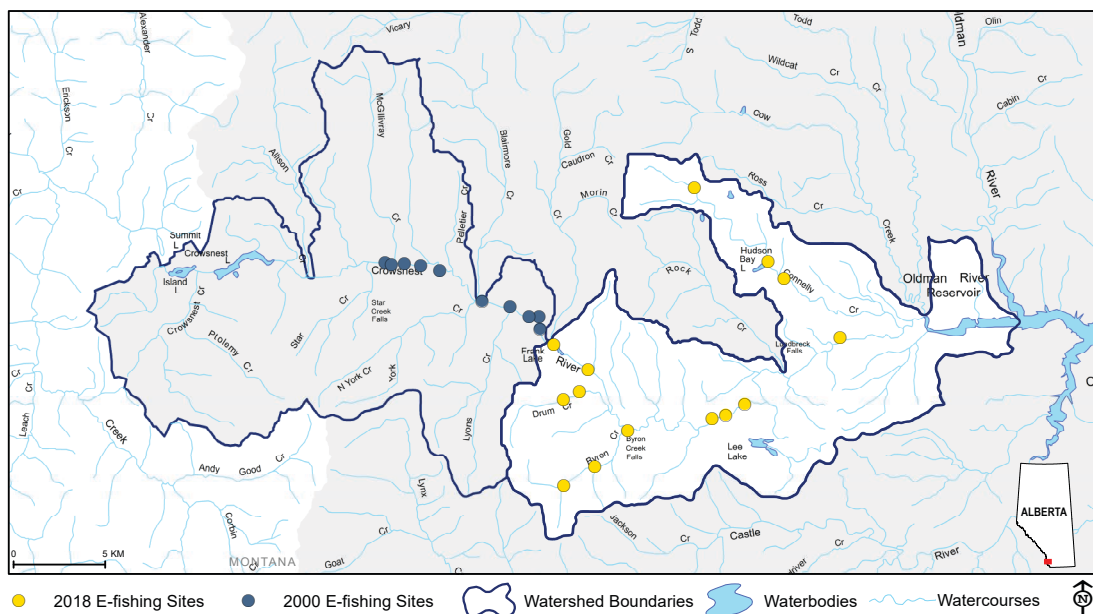 Vicary
Alexander
Cr
Erickson
Cr
Cr
Allison
Cr
McGillivray
Cr
Pelletier
Cr
Blairmore
Cr
Gold
Caudron
Cr
Morin
Cr
S
Todd
Todd
Wildcat
Cr
Cow
Cr
Oldman
River
Olin
Cabin
Cr
Ross
Cr
Creek
Summit
L
Crowsnest
L
Island
Crowsnest
Cr
Ptolemy
Cr
Star
Cr
Crowsnest
Star
Creek
Falls
Cr
N York Cr
York
Lyons
Cr
Rock
Cr
Hudson
Bay
L
Connelly
Cr
Lundbreck
Falls
Oldman River
Reservoir
Frank
Lake
River
Drum Cr
Byron
Cr
Byron
Creek
Falls
Lee
Lake
Leach
Cr
Cr
Creek
Andy Good
Cr
Corbin
Cr
Lynx
Goat
Cr
Jackson
Cr
Castle
Cr
River
C
MONTANA
0 5 KM
ALBERTA
2018 E-fishing Sites 2000 E-fishing Sites Watershed Boundaries Waterbodies Watercourses N